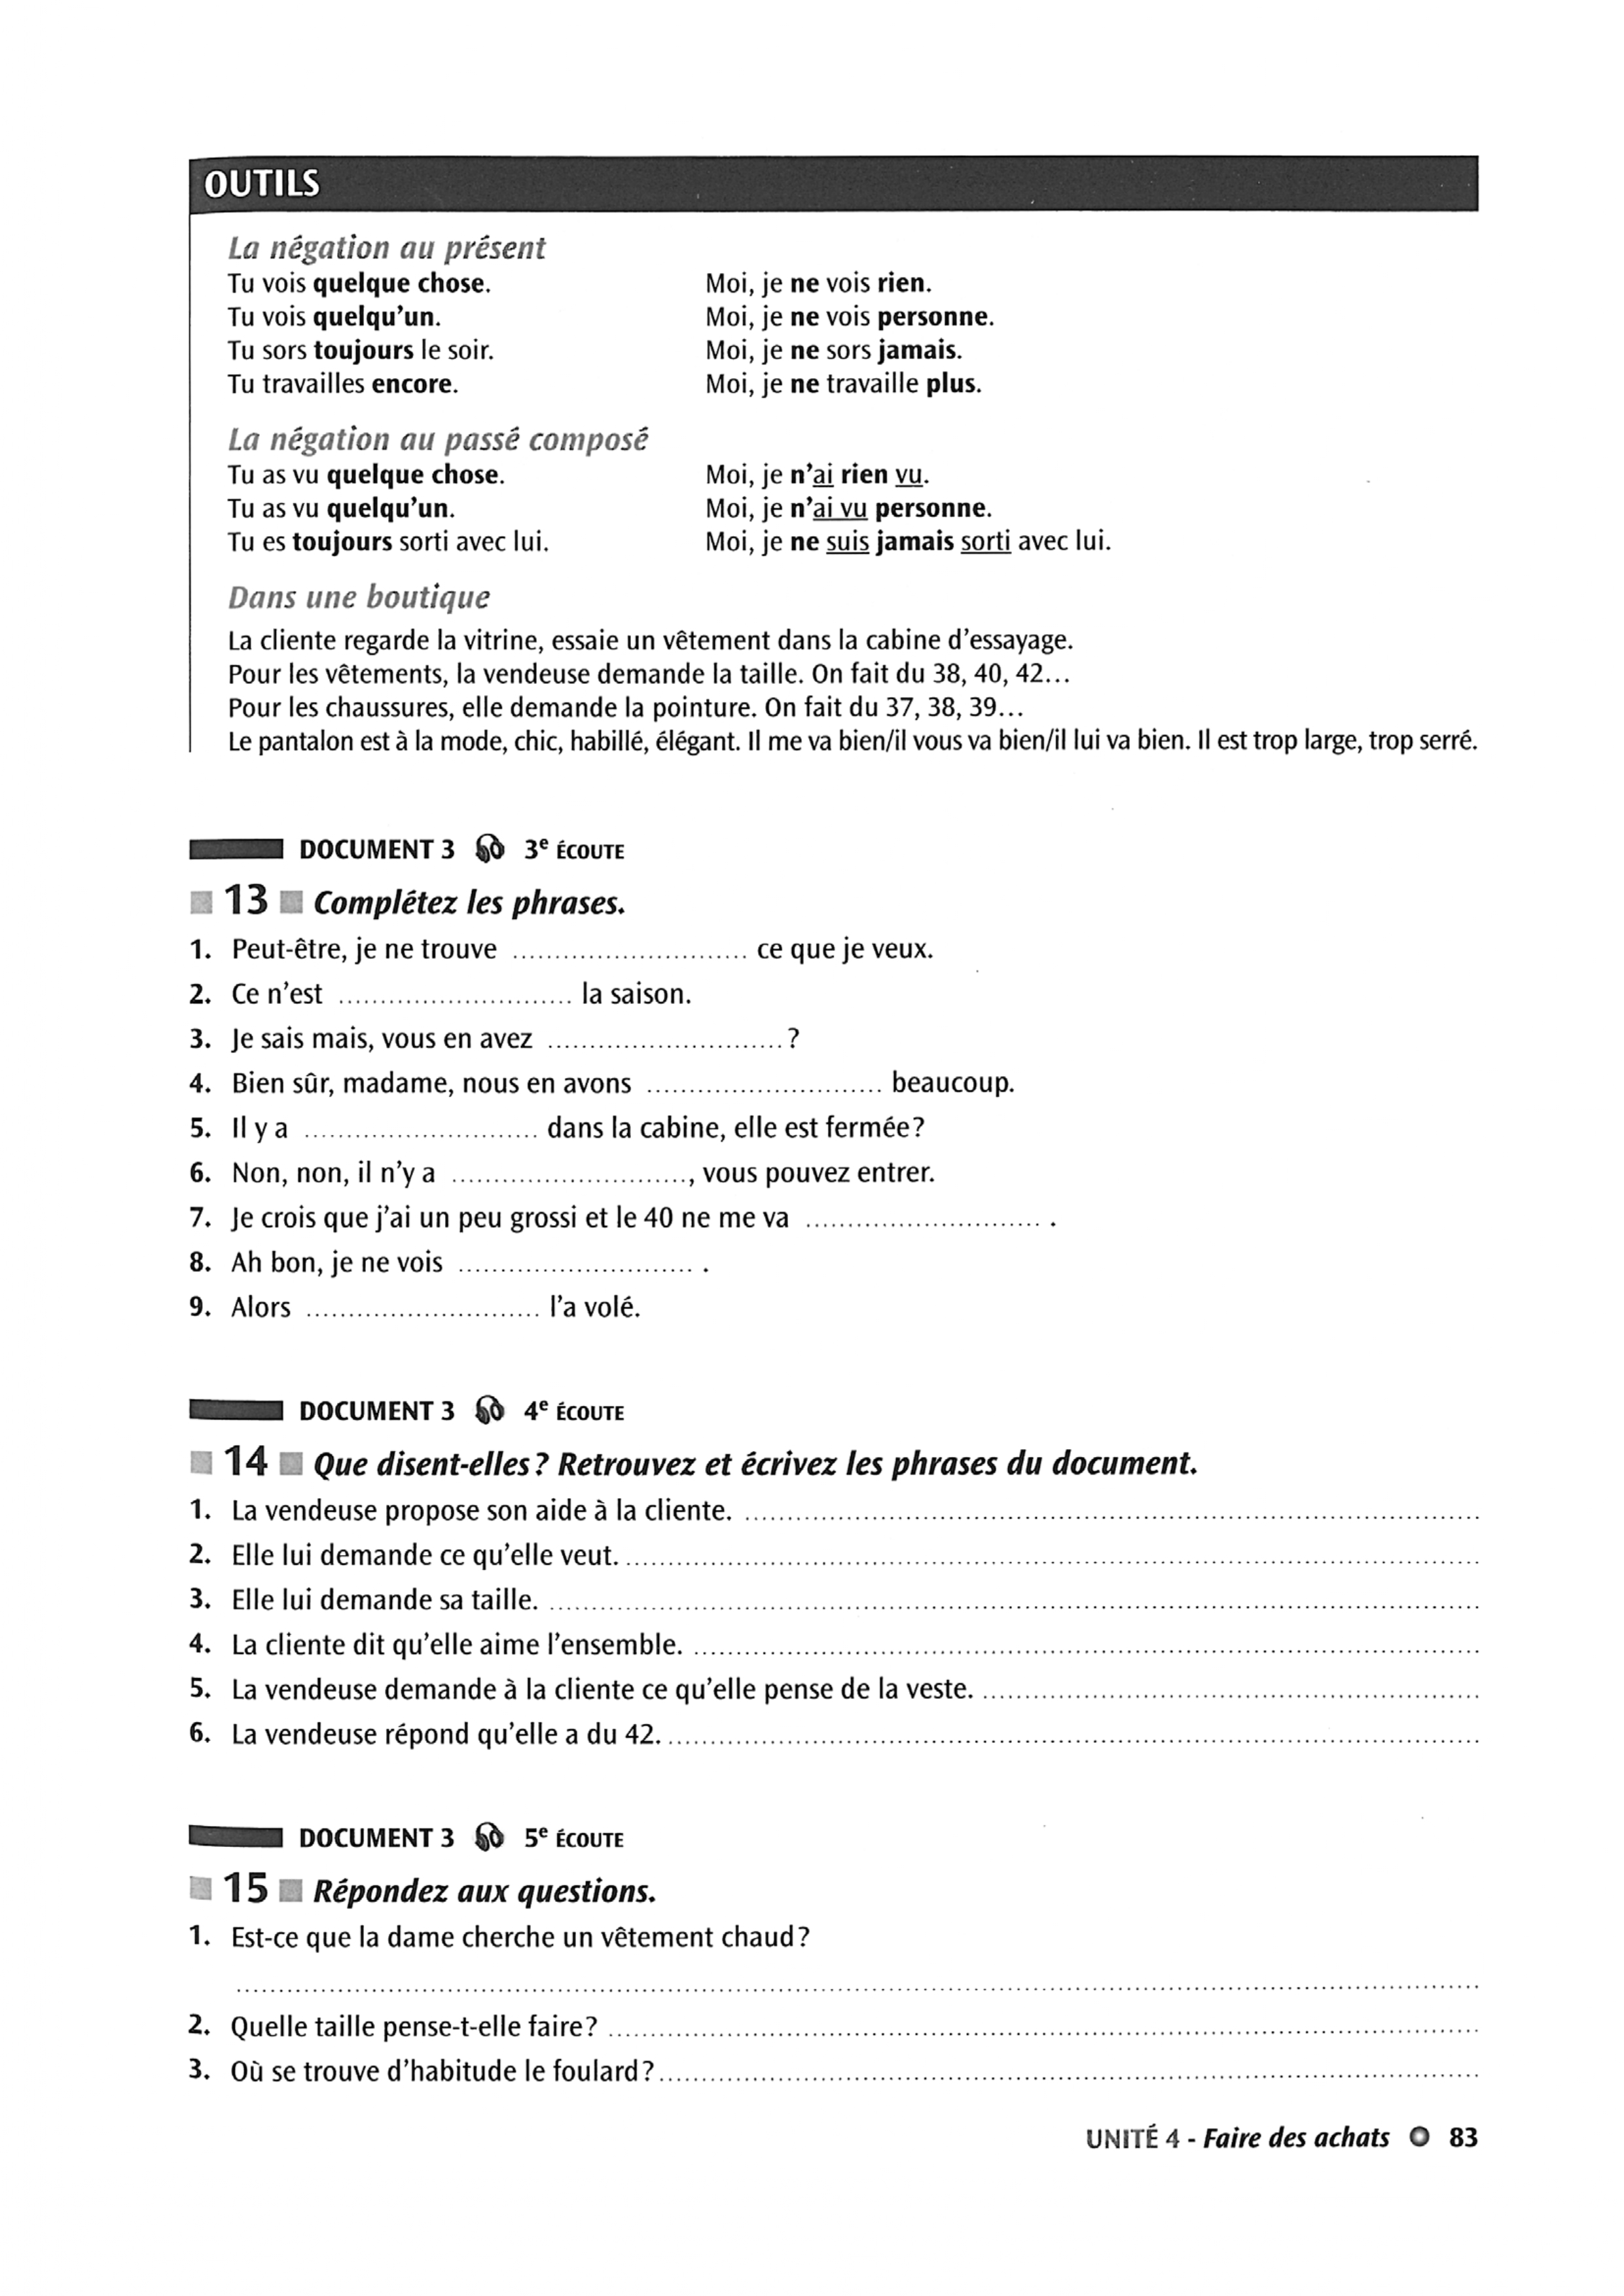 OUTILS
La négation au présent
Tu vois quelque chose. Moi, je ne vois rien.
Tu vois quelqu'un. Moi, je ne vois personne.
Tu sors toujours le soir. Moi, je ne sors jamais.
Tu travailles encore. Moi, je ne travaille plus.
La négation au passé composé
Tu as vu quelque chose. Moi, je n'ai rien vu.
Tu as vu quelqu'un. Moi, je n'ai vu personne.
Tu es toujours sorti avec lui. Moi, je ne suis jamais sorti avec lui.
Dans une boutique
La cliente regarde la vitrine, essaie un vêtement dans la cabine d'essayage.
Pour les vêtements, la vendeuse demande la taille. On fait du 38, 40, 42...
Pour les chaussures, elle demande la pointure. On fait du 37, 38, 39...
Le pantalon est à la mode, chic, habillé, élégant. Il me va bien/il vous va bien/il lui va bien. Il est trop large, trop serré.
DOCUMENT 3 3e ÉCOUTE
13 Complétez les phrases.
1. Peut-être, je ne trouve ............................ ce que je veux.
2. Ce n'est ............................ la saison.
3. Je sais mais, vous en avez ............................ ?
4. Bien sûr, madame, nous en avons ............................ beaucoup.
5. Il y a ............................ dans la cabine, elle est fermée?
6. Non, non, il n'y a ............................, vous pouvez entrer.
7. Je crois que j'ai un peu grossi et le 40 ne me va ............................ .
8. Ah bon, je ne vois ............................ .
9. Alors ............................ l'a volé.
DOCUMENT 3 4e ÉCOUTE
14 Que disent-elles? Retrouvez et écrivez les phrases du document.
1. La vendeuse propose son aide à la cliente. ............................
2. Elle lui demande ce qu'elle veut. ............................
3. Elle lui demande sa taille. ............................
4. La cliente dit qu'elle aime l'ensemble. ............................
5. La vendeuse demande à la cliente ce qu'elle pense de la veste. ............................
6. La vendeuse répond qu'elle a du 42. ............................
DOCUMENT 3 5e ÉCOUTE
15 Répondez aux questions.
1. Est-ce que la dame cherche un vêtement chaud?
............................
2. Quelle taille pense-t-elle faire? ............................
3. Où se trouve d'habitude le foulard? ............................
UNITÉ 4 - Faire des achats 83